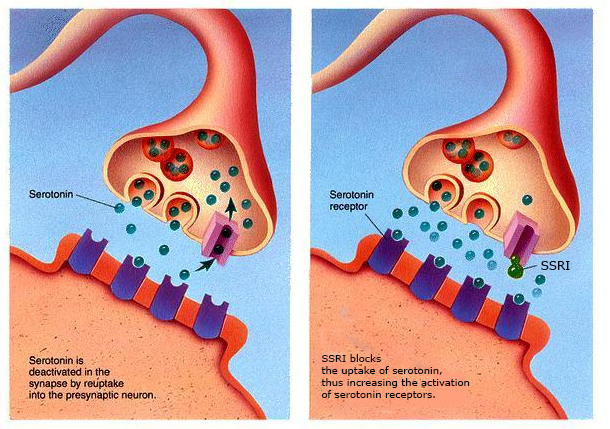 Serotonin
Serotonin is
deactivated in the
synapse by reuptake
into the presynaptic neuron.
Serotonin
receptor
SSRI
SSRI blocks
the uptake of serotonin,
thus increasing the activation
of serotonin receptors.